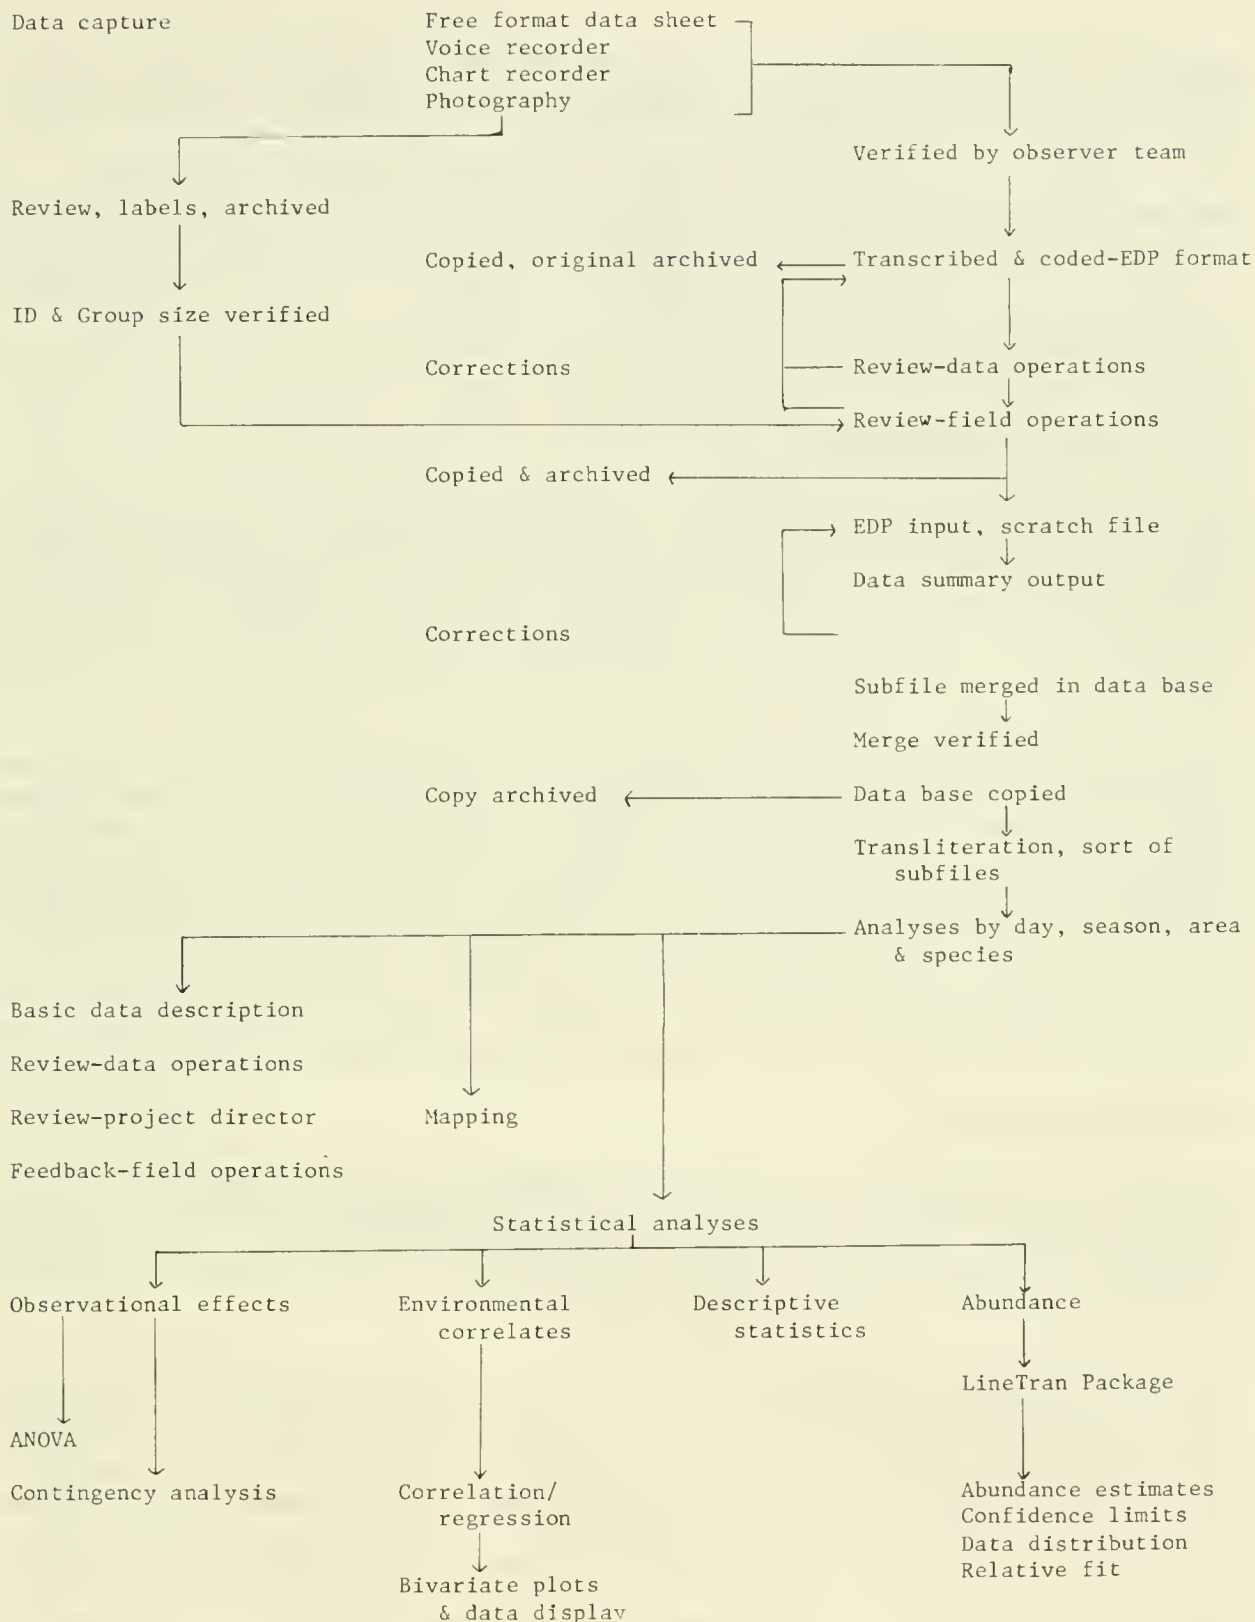 Data capture
Free format data sheet
Voice recorder
Chart recorder
Photography
Verified by observer team
Review, labels, archived
Copied, original archived
Transcribed & coded-EDP format
ID & Group size verified
Corrections
Review-data operations
Review-field operations
Copied & archived
EDP input, scratch file
Data summary output
Corrections
Subfile merged in data base
Merge verified
Copy archived
Data base copied
Transliteration, sort of
subfiles
Analyses by day, season, area
& species
Basic data description
Review-data operations
Review-project director
Mapping
Feedback-field operations
Statistical analyses
Observational effects
Environmental
correlates
Descriptive
statistics
Abundance
LineTran Package
ANOVA
Contingency analysis
Correlation/
regression
Abundance estimates
Confidence limits
Data distribution
Relative fit
Bivariate plots
& data display